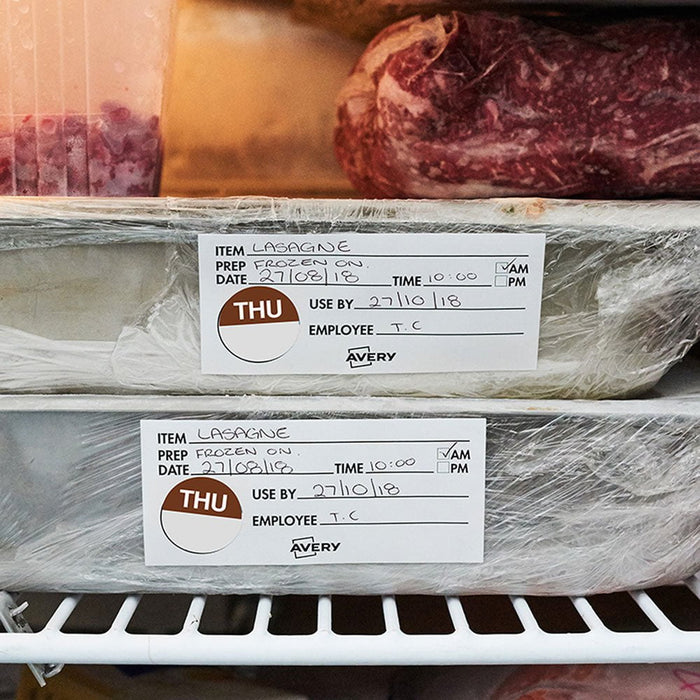 ITEM LASAGNE
PREP FROZEN ON.
DATE 27/08/18 TIME 10:00 AM PM
THU
USE BY 27/10/18
EMPLOYEE T.C
AVERY
ITEM LASAGNE
PREP FROZEN ON.
DATE 27/08/18 TIME 10:00 AM PM
THU
USE BY 27/10/18
EMPLOYEE T.C
AVERY